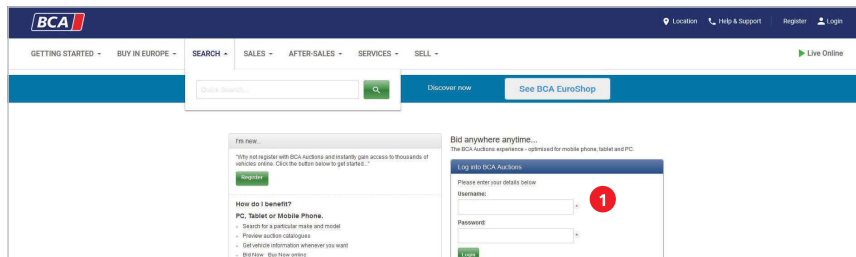 BCA
Location Help & Support Register Login
GETTING STARTED BUY IN EUROPE SEARCH SALES AFTER-SALES SERVICES SELL Live Online
Quick Search...
Discover now See BCA EuroShop
I'm new...
"Why not register with BCA Auctions and instantly gain access to thousands of
vehicles online. Click the button below to get started..."
Register
How do I benefit?
PC, Tablet or Mobile Phone.
Search for a particular make and model
Preview auction catalogues
Get vehicle information whenever you want
Bid Now - Buy Now online
Bid anywhere anytime...
The BCA Auctions experience - optimised for mobile phone, tablet and PC.
Log into BCA Auctions
Please enter your details below
Username:
*
1
Password:
*
Login